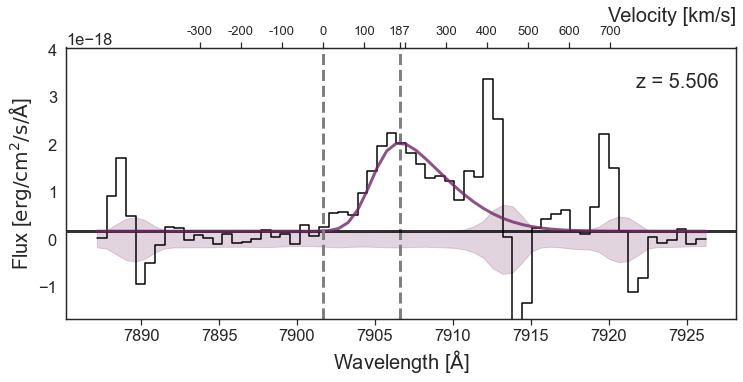 Velocity [km/s]
1e−18
-300 -200 -100 0 100 187 300 400 500 600 700
z = 5.506
Flux [erg/cm²/s/Å]
4
3
2
1
0
−1
7890 7895 7900 7905 7910 7915 7920 7925
Wavelength [Å]